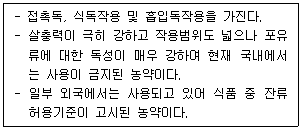 - 접촉독, 식독작용 및 흡입독작용을 가진다.
- 살충력이 극히 강하고 작용범위도 넓으나 포유
류에 대한 독성이 매우 강하여 현재 국내에서
는 사용이 금지된 농약이다.
- 일부 외국에서는 사용되고 있어 식품 중 잔류
허용기준이 고시된 농약이다.